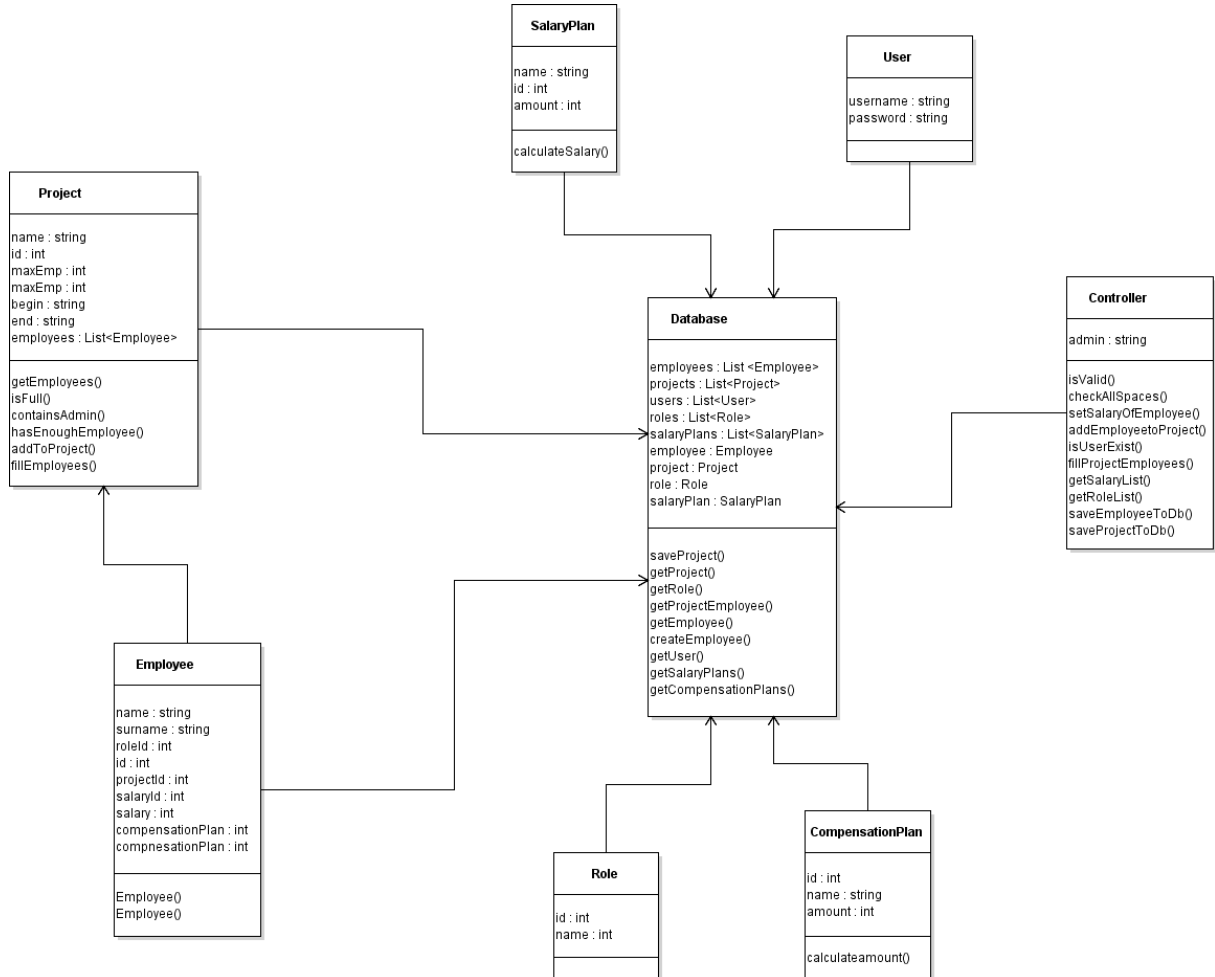 SalaryPlan
name : string
id : int
amount : int
calculateSalary()
User
username : string
password : string
Project
name : string
id : int
maxEmp : int
maxEmp : int
begin : string
end : string
employees : List<Employee>
getEmployees()
isFull()
containsAdmin()
hasEnoughEmployee()
addToProject()
fillEmployees()
Database
employees : List <Employee>
projects : List<Project>
users : List<User>
roles : List<Role>
salaryPlans : List<SalaryPlan>
employee : Employee
project : Project
role : Role
salaryPlan : SalaryPlan
saveProject()
getProject()
getRole()
getProjectEmployee()
getEmployee()
createEmployee()
getUser()
getSalaryPlans()
getCompensationPlans()
Controller
admin : string
isValid()
checkAllSpaces()
setSalaryOfEmployee()
addEmployeetoProject()
isUserExist()
fillProjectEmployees()
getSalaryList()
getRoleList()
saveEmployeeToDb()
saveProjectToDb()
Employee
name : string
surname : string
roleId : int
id : int
projectId : int
salaryId : int
salary : int
compensationPlan : int
compnesationPlan : int
Employee()
Employee()
Role
id : int
name : int
CompensationPlan
id : int
name : string
amount : int
calculateamount()